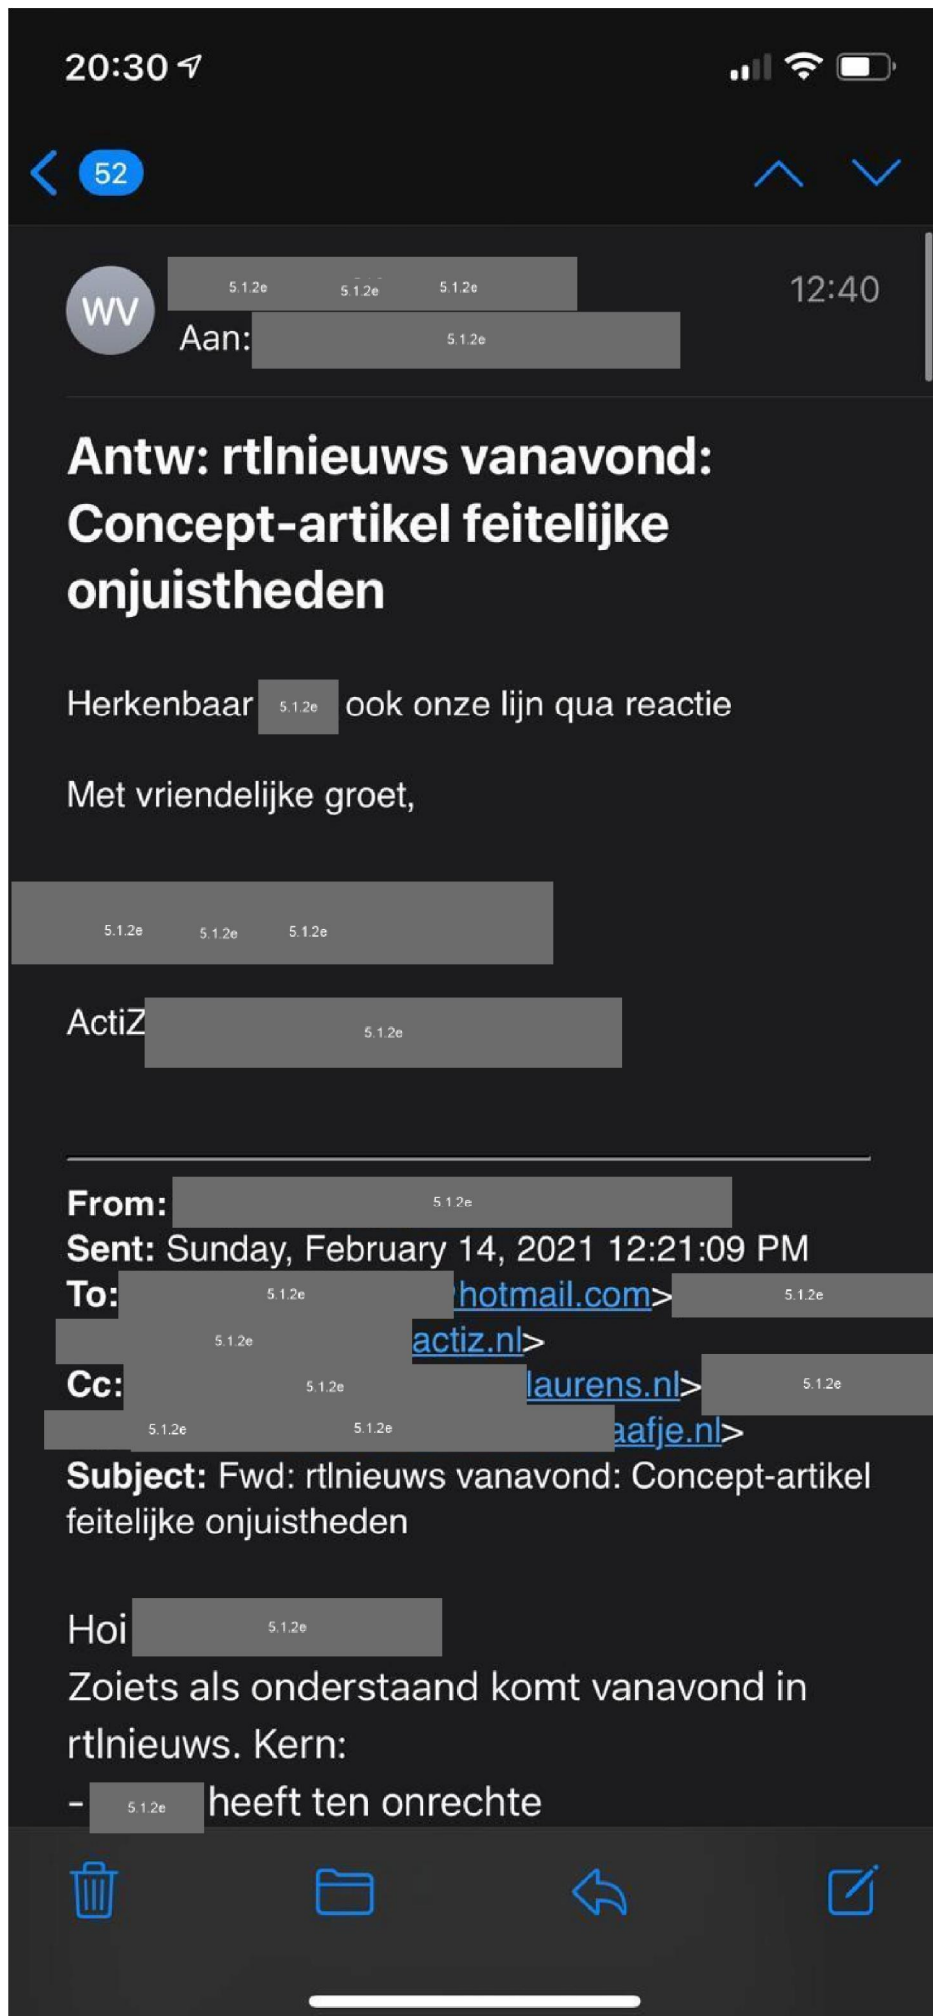 20:30
52
5.1.2e 5.1.2e 5.1.2e
12:40
WV
Aan: 5.1.2e
Antw: rtlnieuws vanavond:
Concept-artikel feitelijke
onjuistheden
Herkenbaar 5.1.2e ook onze lijn qua reactie
Met vriendelijke groet,
5.1.2e 5.1.2e 5.1.2e
ActiZ 5.1.2e
From: 5.1.2e
Sent: Sunday, February 14, 2021 12:21:09 PM
To: 5.1.2e @hotmail.com> 5.1.2e
5.1.2e actiz.nl>
Cc: 5.1.2e laurens.nl> 5.1.2e
5.1.2e 5.1.2e aafje.nl>
Subject: Fwd: rtlnieuws vanavond: Concept-artikel
feitelijke onjuistheden
Hoi 5.1.2e
Zoiets als onderstaand komt vanavond in
rtlnieuws. Kern:
- 5.1.2e heeft ten onrechte